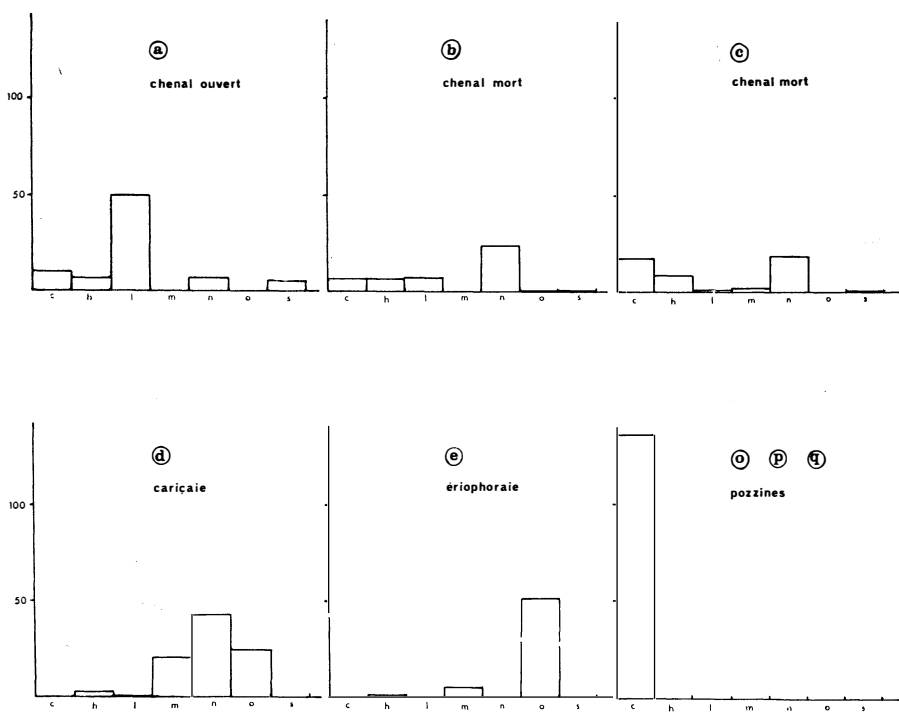 ⓐ ⓑ ⓒ
chenal ouvert chenal mort chenal mort
100
50
c h l m n o s c h l m n o s c h l m n o s
ⓓ ⓔ ⓞ ⓟ ⓠ
cariçaie ériophoraie pozzines
100
50
c h l m n o s c h l m n o s c h l m n o s